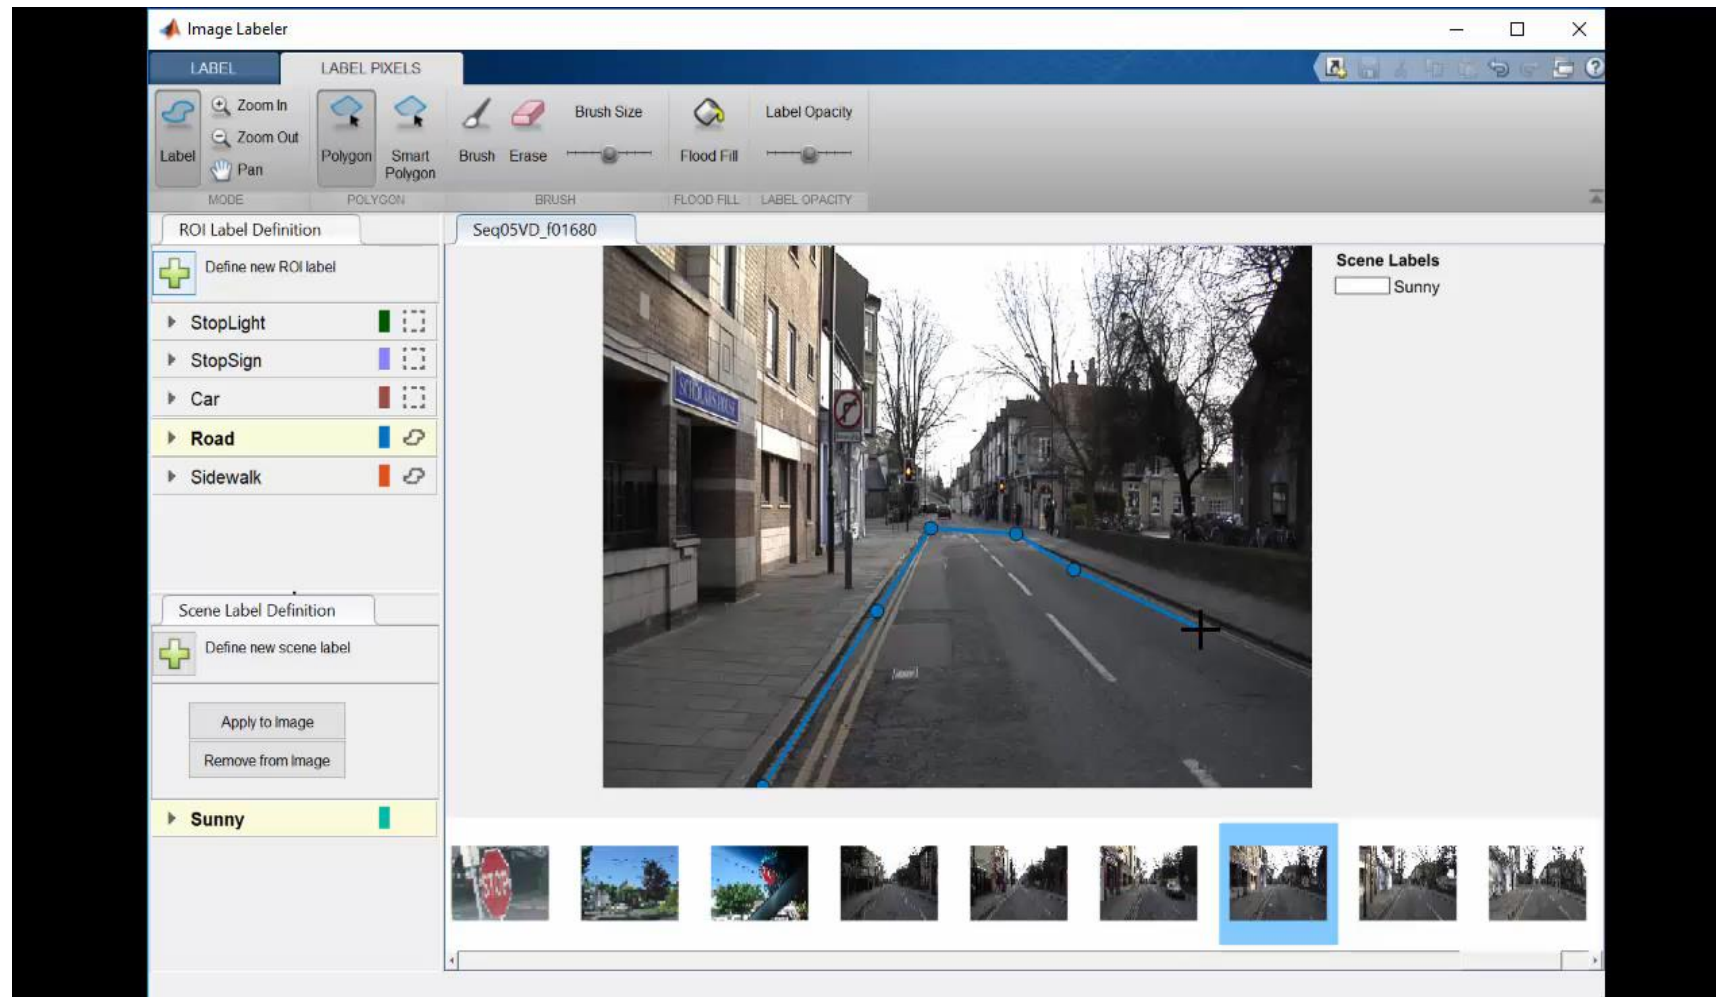 Image Labeler
LABEL
LABEL PIXELS
Label
Zoom In
Zoom Out
Pan
MODE
Polygon
Smart
Polygon
POLYGON
Brush
Erase
Brush Size
BRUSH
Flood Fill
FLOOD FILL
Label Opacity
LABEL OPACITY
ROI Label Definition
Define new ROI label
StopLight
StopSign
Car
Road
Sidewalk
Scene Label Definition
Define new scene label
Apply to Image
Remove from Image
Sunny
Seq05VD_f01680
SCHOLARS HOUSE
Scene Labels
Sunny
STOP